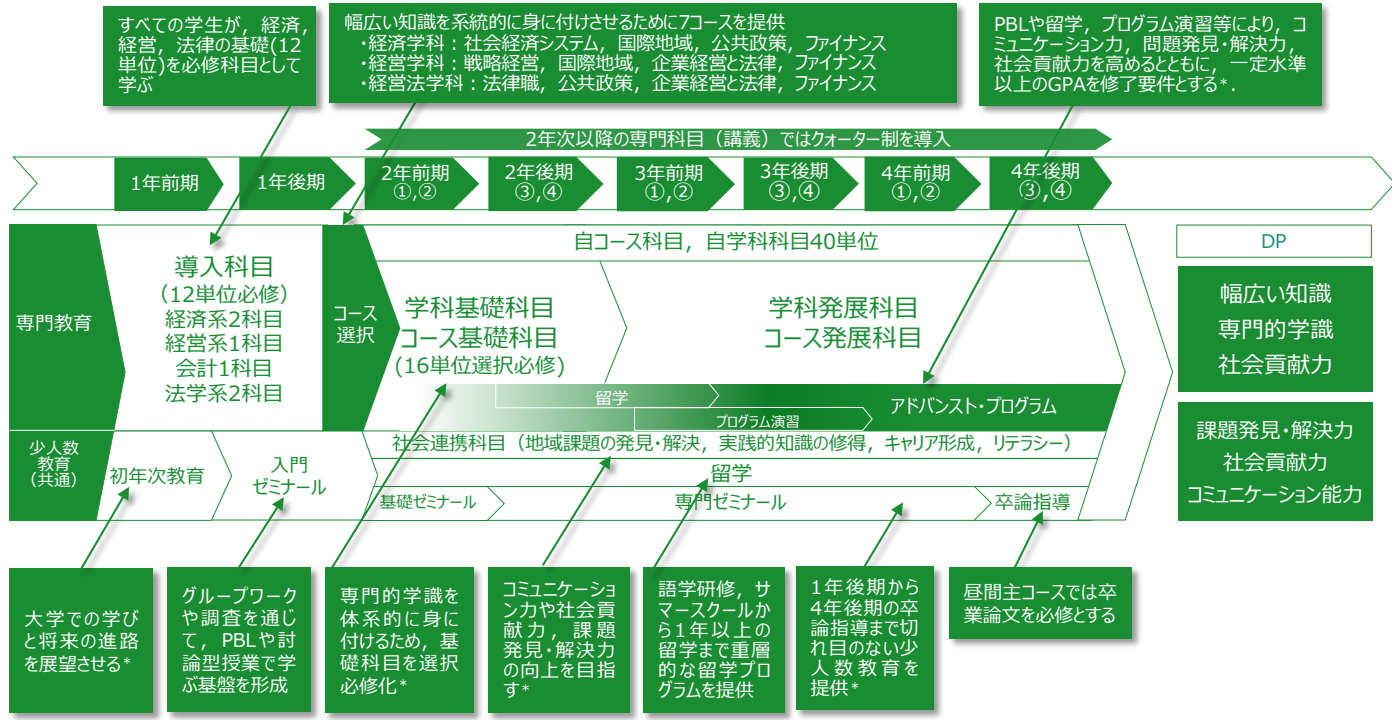 すべての学生が，経済，
経営，法律の基礎(12
単位)を必修科目として
学ぶ
幅広い知識を系統的に身に付けさせるために7コースを提供
・経済学科：社会経済システム，国際地域，公共政策，ファイナンス
・経営学科：戦略経営，国際地域，企業経営と法律，ファイナンス
・経営法学科：法律職，公共政策，企業経営と法律，ファイナンス
PBLや留学，プログラム演習等により，コ
ミュニケーション力，問題発見・解決力，
社会貢献力を高めるとともに，一定水準
以上のGPAを修了要件とする*．
2年次以降の専門科目（講義）ではクォーター制を導入
1年前期
1年後期
2年前期
①,②
2年後期
③,④
3年前期
①,②
3年後期
③,④
4年前期
①,②
4年後期
③,④
専門教育
導入科目
(12単位必修)
経済系2科目
経営系1科目
会計1科目
法学系2科目
コース
選択
自コース科目，自学科科目40単位
学科基礎科目
コース基礎科目
(16単位選択必修)
学科発展科目
コース発展科目
留学
プログラム演習
アドバンスト・プログラム
DP
幅広い知識
専門的学識
社会貢献力
課題発見・解決力
社会貢献力
コミュニケーション能力
少人数
教育
(共通)
初年次教育
入門
ゼミナール
社会連携科目（地域課題の発見・解決，実践的知識の修得，キャリア形成，リテラシー）
留学
基礎ゼミナール
専門ゼミナール
卒論指導
大学での学び
と将来の進路
を展望させる*
グループワーク
や調査を通じ
て，PBLや討
論型授業で学
ぶ基盤を形成
専門的学識を
体系的に身に
付けるため，基
礎科目を選択
必修化*
コミュニケーショ
ン力や社会貢
献力，課題
発見・解決力
の向上を目指
す*
語学研修，サ
マースクールか
ら1年以上の
留学まで重層
的な留学プロ
グラムを提供
1年後期から
4年後期の卒
論指導まで切
れ目のない少
人数教育を
提供*
昼間主コースでは卒
業論文を必修とする